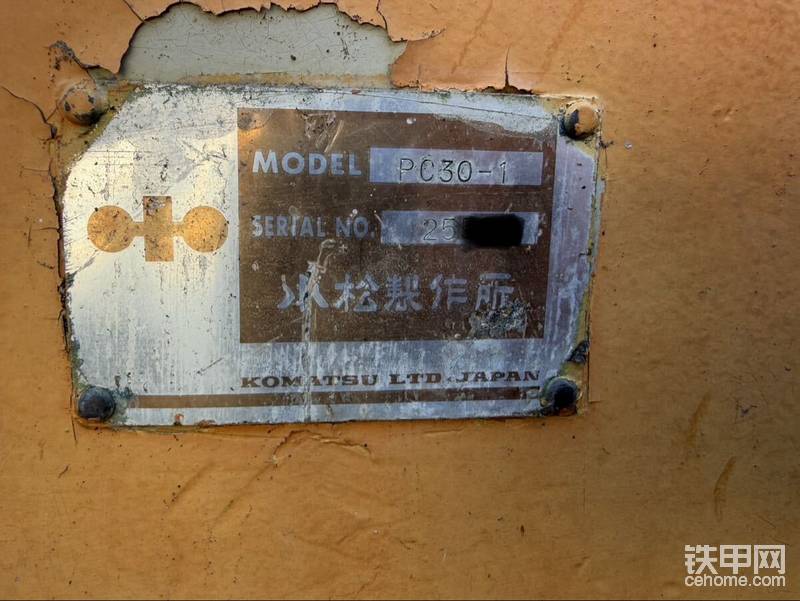 MODEL PC30-1
SERIAL NO. 25
小松製作所
KOMATSU LTD. JAPAN
铁甲网
cehome.com